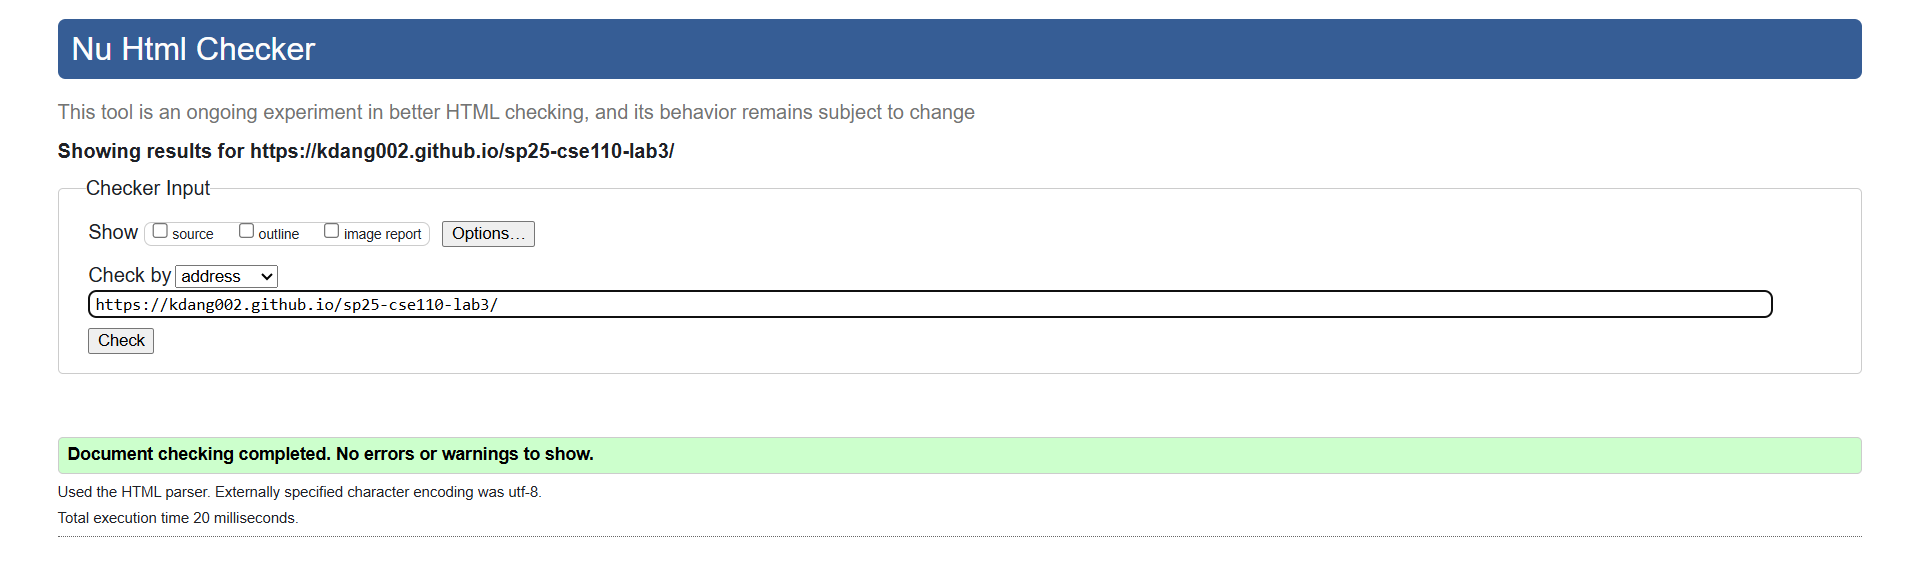 Nu Html Checker
This tool is an ongoing experiment in better HTML checking, and its behavior remains subject to change
Showing results for https://kdang002.github.io/sp25-cse110-lab3/
Checker Input
Show source outline image report Options…
Check by address
https://kdang002.github.io/sp25-cse110-lab3/
Check
Document checking completed. No errors or warnings to show.
Used the HTML parser. Externally specified character encoding was utf-8.
Total execution time 20 milliseconds.